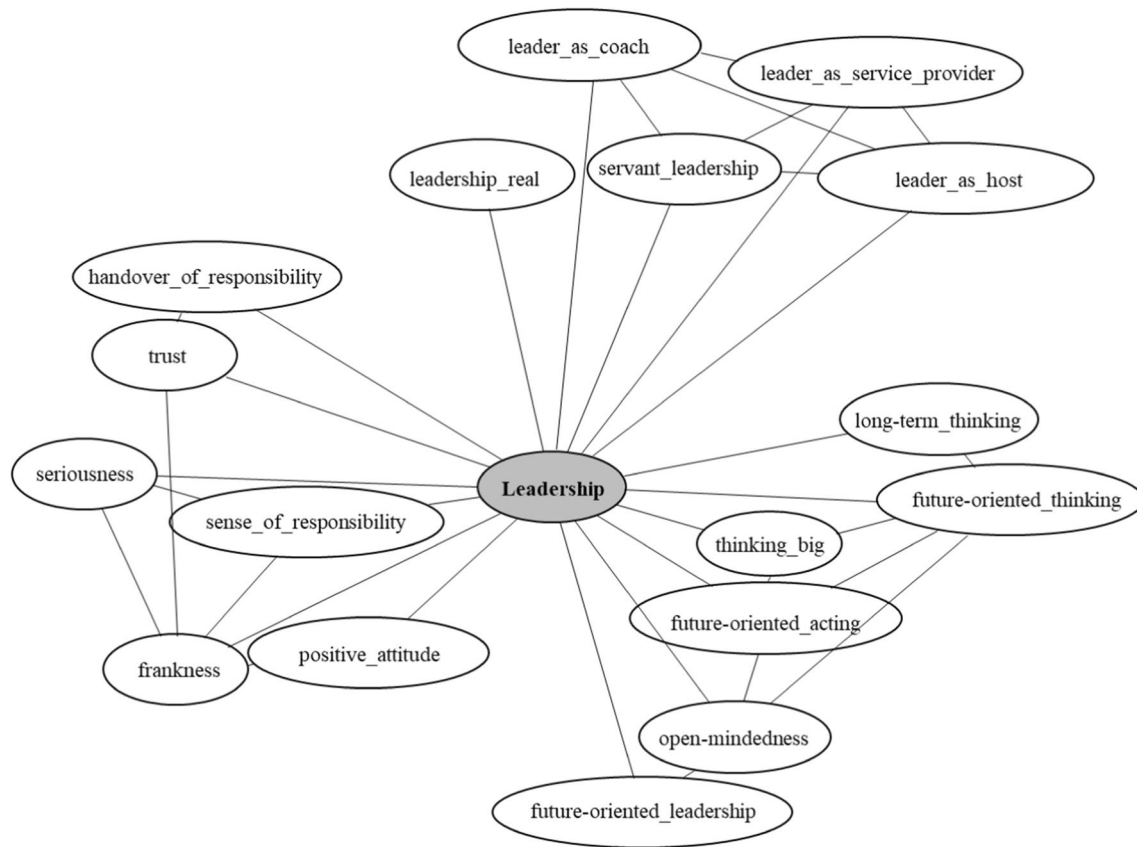 leader_as_coach
leader_as_service_provider
leadership_real
servant_leadership
leader_as_host
handover_of_responsibility
trust
long-term_thinking
seriousness
Leadership
future-oriented_thinking
sense_of_responsibility
thinking_big
future-oriented_acting
positive_attitude
frankness
open-mindedness
future-oriented_leadership